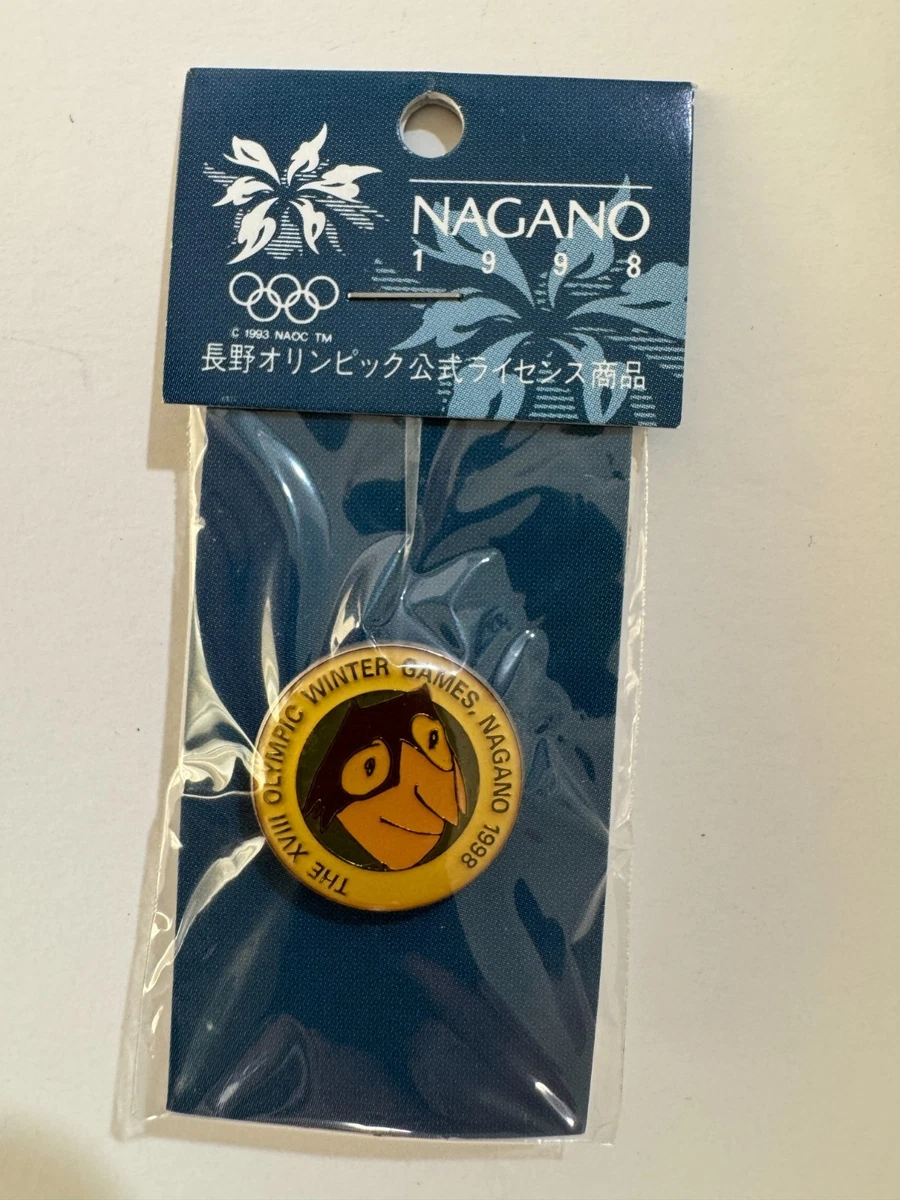 NAGANO
1998
C 1993 NAOC TM
長野オリンピック公式ライセンス商品
THE XVIII OLYMPIC WINTER GAMES, NAGANO 1998